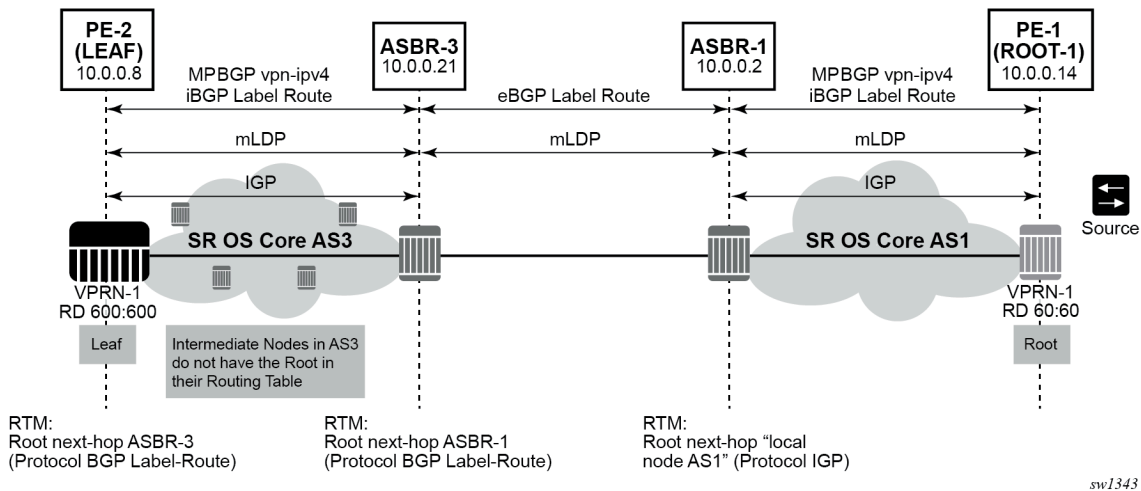 PE-2
(LEAF)
10.0.0.8
ASBR-3
10.0.0.21
ASBR-1
10.0.0.2
PE-1
(ROOT-1)
10.0.0.14
MPBGP vpn-ipv4
iBGP Label Route
eBGP Label Route
MPBGP vpn-ipv4
iBGP Label Route
mLDP
mLDP
mLDP
IGP
IGP
SR OS Core AS3
SR OS Core AS1
Source
VPRN-1
RD 600:600
VPRN-1
RD 60:60
Leaf
Intermediate Nodes in AS3
do not have the Root in
their Routing Table
Root
RTM:
Root next-hop ASBR-3
(Protocol BGP Label-Route)
RTM:
Root next-hop ASBR-1
(Protocol BGP Label-Route)
RTM:
Root next-hop “local
node AS1” (Protocol IGP)
sw1343